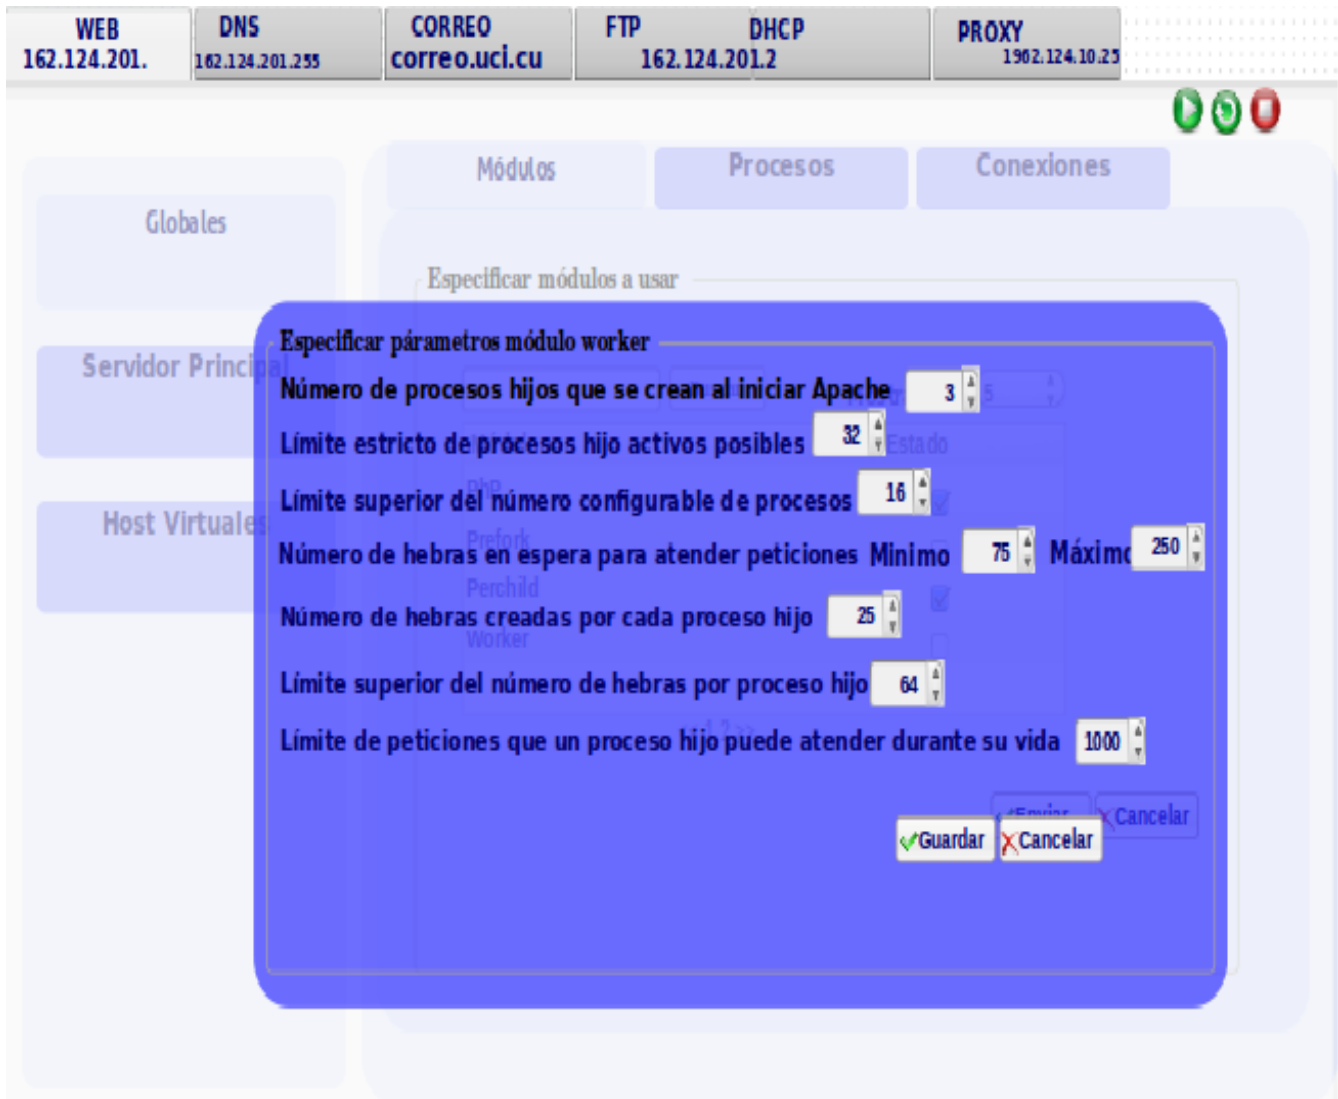 WEB DNS CORREO FTP DHCP PROXY
162.124.201. 162.124.201.255 correo.uci.cu 162.124.201.2 1962.124.10.25
Módulos Procesos Conexiones
Globales
Especificar módulos a usar
Especificar párametros módulo worker
Servidor Principal
Número de procesos hijos que se crean al iniciar Apache 3 5
Límite estricto de procesos hijo activos posibles 32 Estado
PhP
Límite superior del número configurable de procesos 16
Host Virtuales
Prefork
Número de hebras en espera para atender peticiones Minimo 75 Máximo 250
Perchild
Número de hebras creadas por cada proceso hijo 25
Worker
Límite superior del número de hebras por proceso hijo 64
Límite de peticiones que un proceso hijo puede atender durante su vida 1000
Enviar Cancelar
Guardar Cancelar